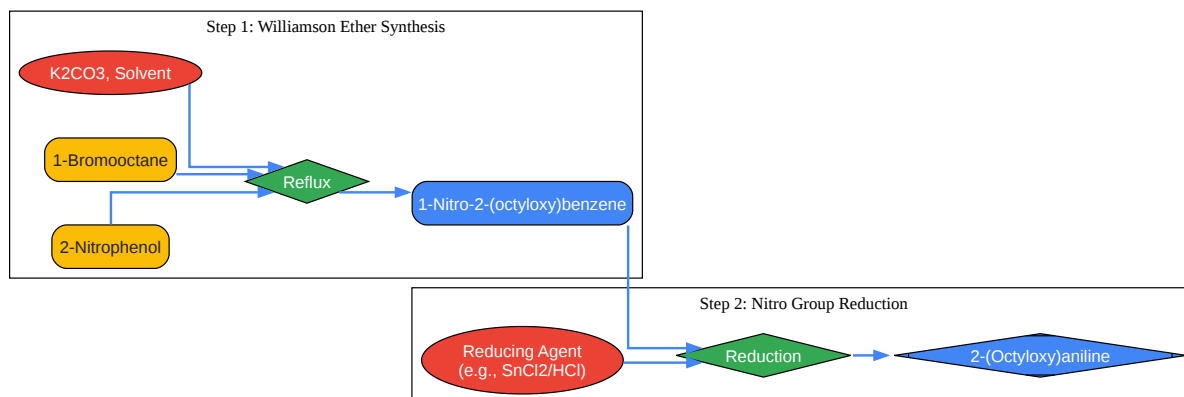 Step 1: Williamson Ether Synthesis
K2CO3, Solvent
1-Bromooctane
Reflux
1-Nitro-2-(octyloxy)benzene
2-Nitrophenol
Step 2: Nitro Group Reduction
Reducing Agent
(e.g., SnCl2/HCl)
Reduction
2-(Octyloxy)aniline